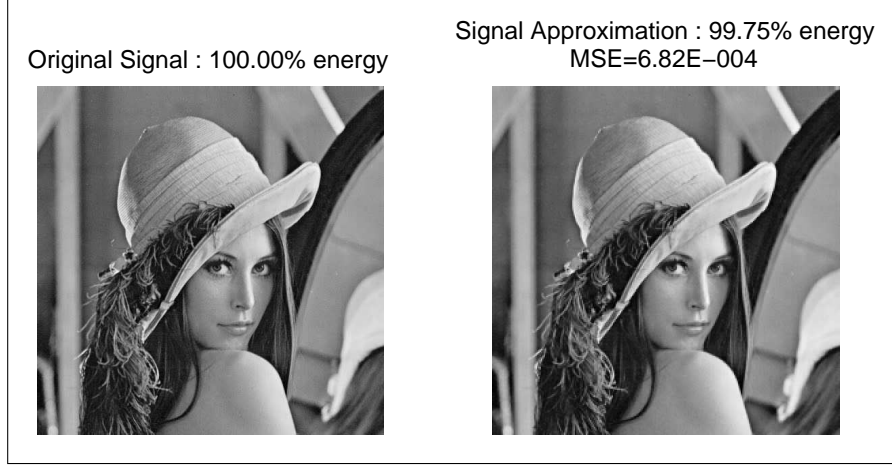 Original Signal : 100.00% energy
Signal Approximation : 99.75% energy
MSE=6.82E−004